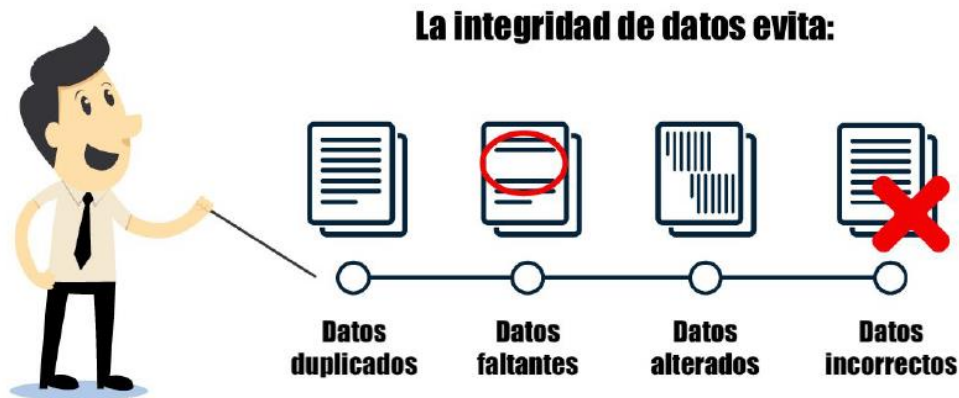 La integridad de datos evita:
Datos
duplicados
Datos
faltantes
Datos
alterados
Datos
incorrectos